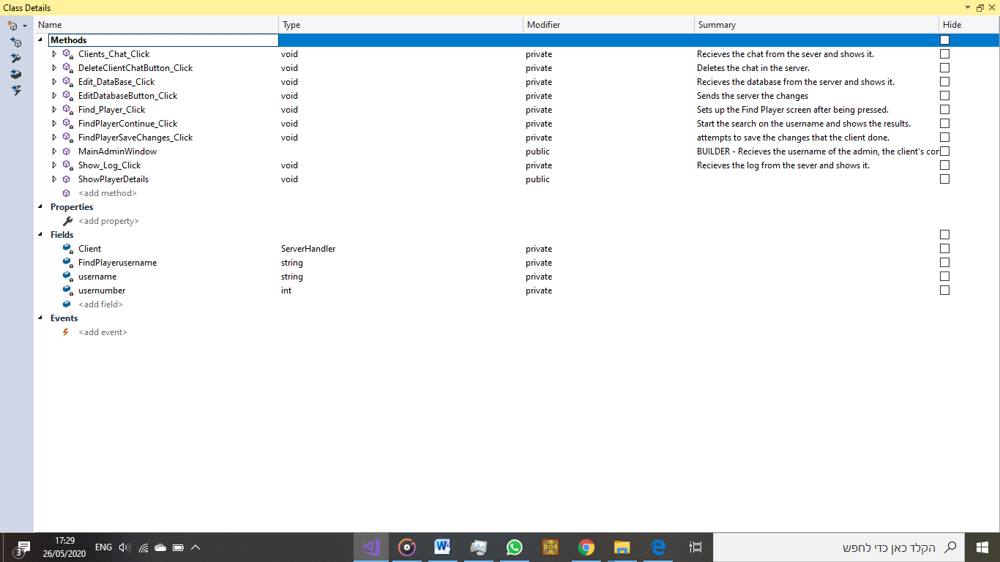 Class Details
Name Type Modifier Summary Hide
Methods
Clients_Chat_Click void private Recieves the chat from the sever and shows it.
DeleteClientChatButton_Click void private Deletes the chat in the server.
Edit_DataBase_Click void private Recieves the database from the server and shows it.
EditDatabaseButton_Click void private Sends the server the changes
Find_Player_Click void private Sets up the Find Player screen after being pressed.
FindPlayerContinue_Click void private Start the search on the username and shows the results.
FindPlayerSaveChanges_Click void private attempts to save the changes that the client done.
MainAdminWindow public BUILDER - Recieves the username of the admin, the client's con
Show_Log_Click void private Recieves the log from the sever and shows it.
ShowPlayerDetails void public
<add method>
Properties
<add property>
Fields
Client ServerHandler private
FindPlayerusername string private
username string private
usernumber int private
<add field>
Events
<add event>
3
17:29
26/05/2020
ENG
W
BOX
DOS
הקלד כאן כדי לחפש